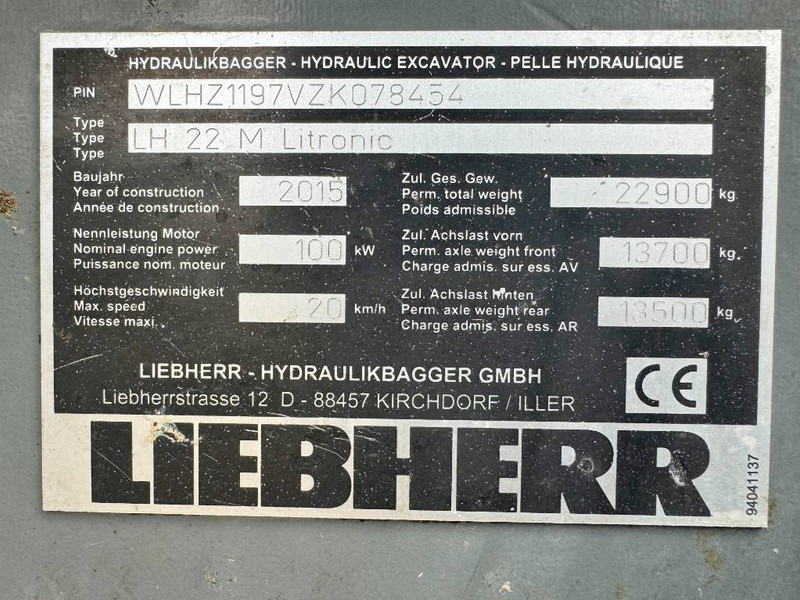 HYDRAULIKBAGGER - HYDRAULIC EXCAVATOR - PELLE HYDRAULIQUE
PIN WLHZ1197VZK078454
Type
Type LH 22 M Litronic
Type
Baujahr
Year of construction 2015
Année de construction
Zul. Ges. Gew.
Perm. total weight 22900 kg
Poids admissible
Nennleistung Motor
Nominal engine power 100 kW
Puissance nom. moteur
Zul. Achslast vorn
Perm. axle weight front 13700 kg
Charge admis. sur ess. AV
Höchstgeschwindigkeit
Max. speed 20 km/h
Vitesse maxi.
Zul. Achslast hinten
Perm. axle weight rear 13500 kg
Charge admis. sur ess. AR
LIEBHERR - HYDRAULIKBAGGER GMBH
Liebherrstrasse 12 D - 88457 KIRCHDORF / ILLER
CE
LIEBHERR
94041137